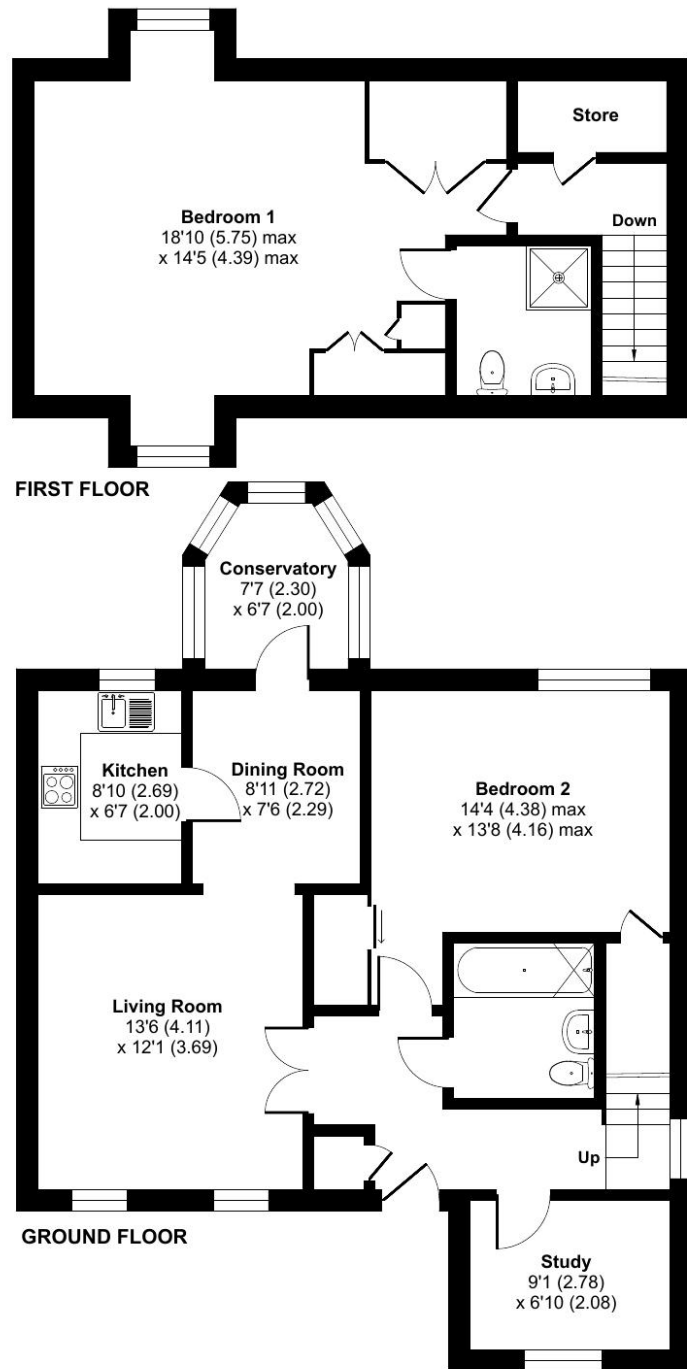 Store
Bedroom 1
18'10 (5.75) max
x 14'5 (4.39) max
Down
FIRST FLOOR
Conservatory
7'7 (2.30)
x 6'7 (2.00)
Kitchen
8'10 (2.69)
x 6'7 (2.00)
Dining Room
8'11 (2.72)
x 7'6 (2.29)
Bedroom 2
14'4 (4.38) max
x 13'8 (4.16) max
Living Room
13'6 (4.11)
x 12'1 (3.69)
Up
GROUND FLOOR
Study
9'1 (2.78)
x 6'10 (2.08)